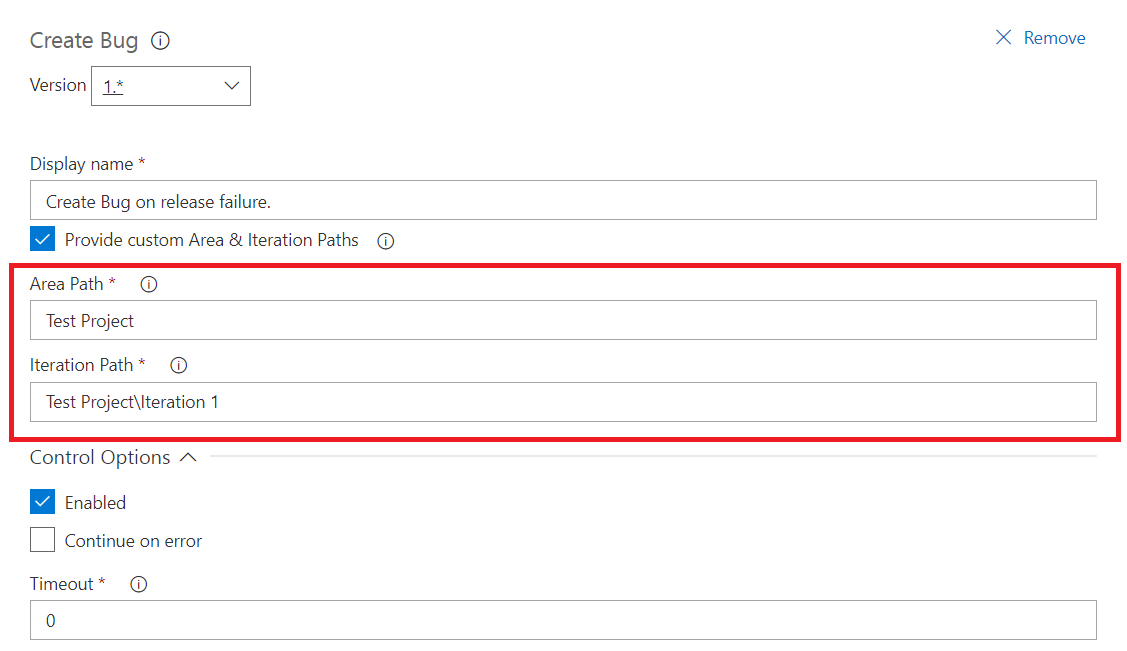 Create Bug
Remove
Version 1.*
Display name *
Create Bug on release failure.
Provide custom Area & Iteration Paths
Area Path *
Test Project
Iteration Path *
Test Project\Iteration 1
Control Options
Enabled
Continue on error
Timeout *
0